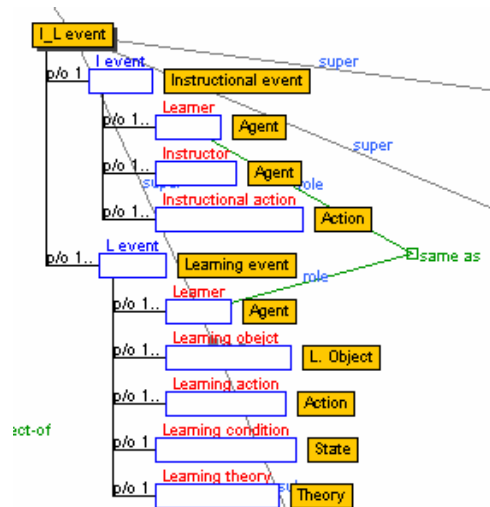 I_L event
super
p/o 1
I event
Instructional event
p/o 1..
Learner
Agent
super
p/o 1..
Instructor
Agent
role
super
p/o 1..
Instructional action
Action
p/o 1..
L event
Learning event
same as
role
p/o 1..
Learner
Agent
p/o 1..
Learning obejct
L. Object
p/o 1..
Learning action
Action
ect-of
p/o 1
Learning condition
State
p/o 1
Learning theory
Theory